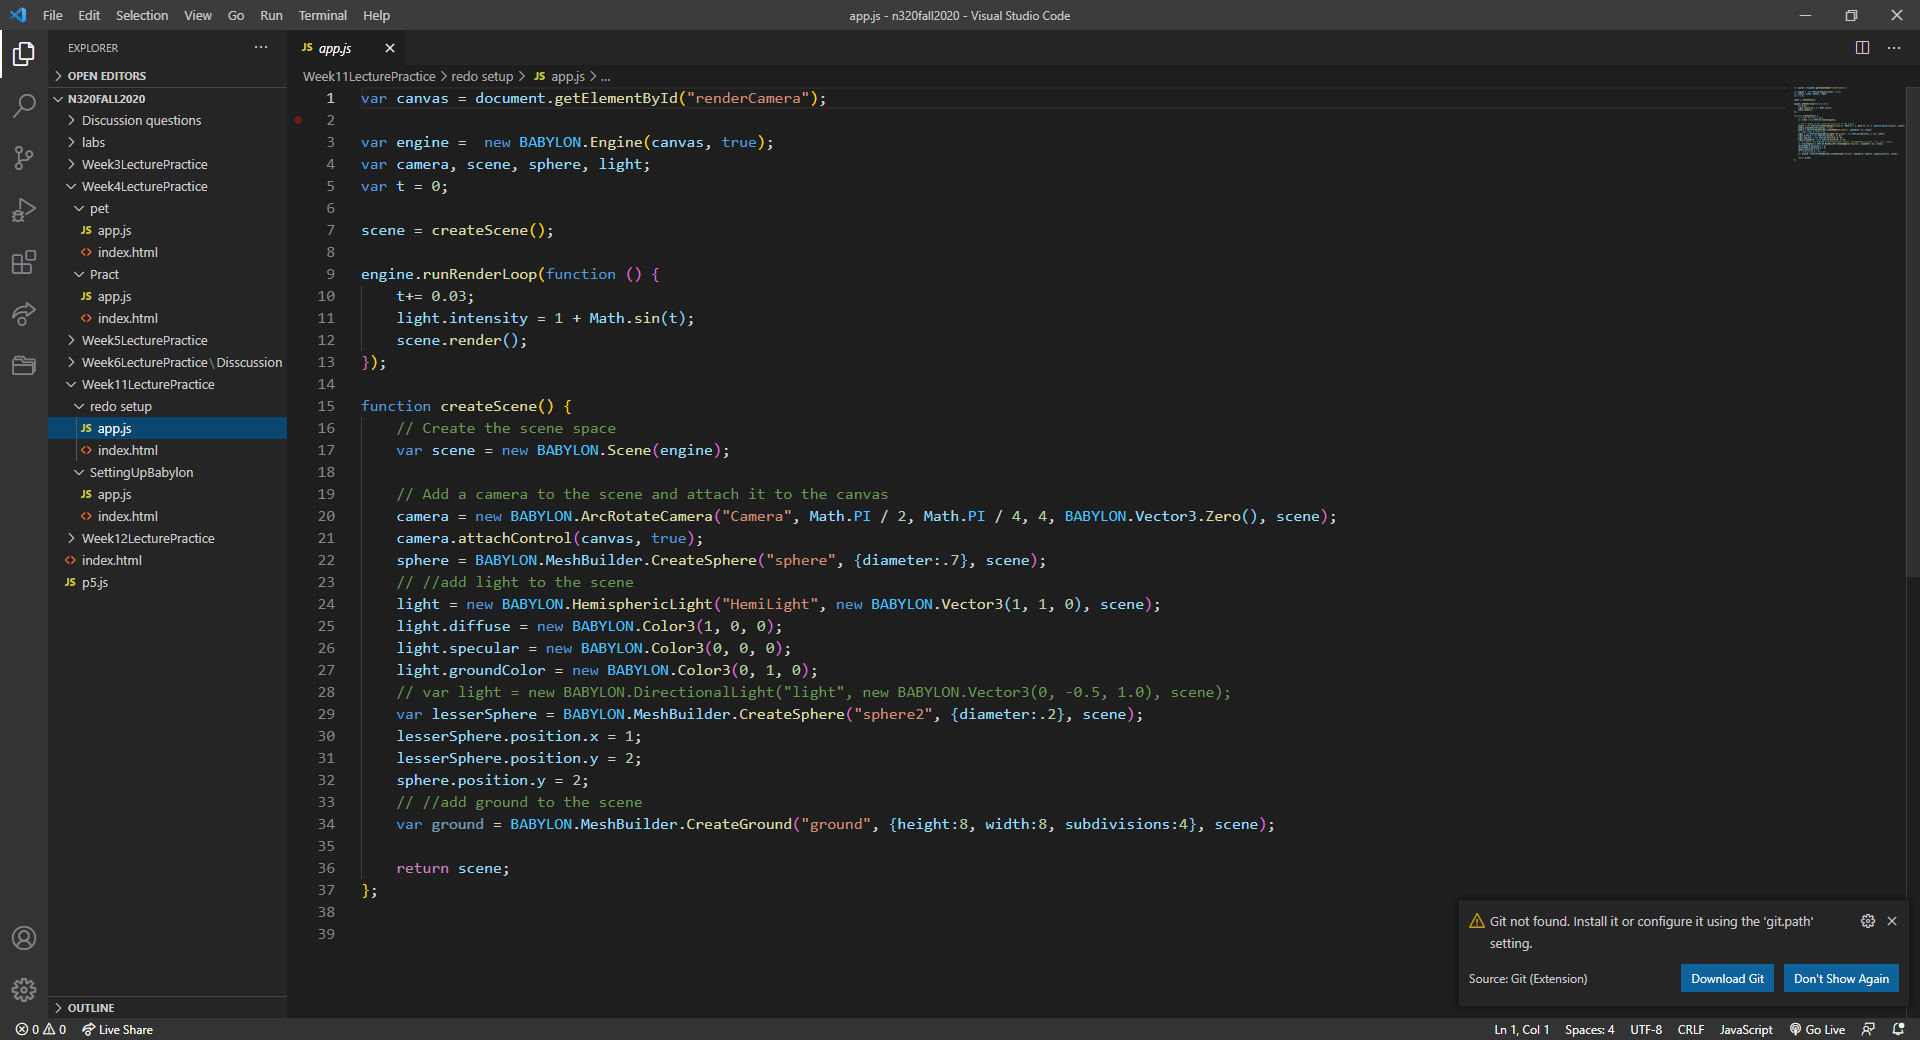 File Edit Selection View Go Run Terminal Help
app.js - n320fall2020 - Visual Studio Code
EXPLORER
OPEN EDITORS
N320FALL2020
Discussion questions
labs
Week3LecturePractice
Week4LecturePractice
pet
JS app.js
<> index.html
Pract
JS app.js
<> index.html
Week5LecturePractice
Week6LecturePractice\Disscussion
Week11LecturePractice
redo setup
JS app.js
<> index.html
SettingUpBabylon
JS app.js
<> index.html
Week12LecturePractice
<> index.html
JS p5.js
OUTLINE
JS app.js
Week11LecturePractice > redo setup > JS app.js > ...
1 var canvas = document.getElementById("renderCamera");
2
3 var engine =  new BABYLON.Engine(canvas, true);
4 var camera, scene, sphere, light;
5 var t = 0;
6
7 scene = createScene();
8
9 engine.runRenderLoop(function () {
10     t+= 0.03;
11     light.intensity = 1 + Math.sin(t);
12     scene.render();
13 });
14
15 function createScene() {
16     // Create the scene space
17     var scene = new BABYLON.Scene(engine);
18
19     // Add a camera to the scene and attach it to the canvas
20     camera = new BABYLON.ArcRotateCamera("Camera", Math.PI / 2, Math.PI / 4, 4, BABYLON.Vector3.Zero(), scene);
21     camera.attachControl(canvas, true);
22     sphere = BABYLON.MeshBuilder.CreateSphere("sphere", {diameter:.7}, scene);
23     // //add light to the scene
24     light = new BABYLON.HemisphericLight("HemiLight", new BABYLON.Vector3(1, 1, 0), scene);
25     light.diffuse = new BABYLON.Color3(1, 0, 0);
26     light.specular = new BABYLON.Color3(0, 0, 0);
27     light.groundColor = new BABYLON.Color3(0, 1, 0);
28     // var light = new BABYLON.DirectionalLight("light", new BABYLON.Vector3(0, -0.5, 1.0), scene);
29     var lesserSphere = BABYLON.MeshBuilder.CreateSphere("sphere2", {diameter:.2}, scene);
30     lesserSphere.position.x = 1;
31     lesserSphere.position.y = 2;
32     sphere.position.y = 2;
33     // //add ground to the scene
34     var ground = BABYLON.MeshBuilder.CreateGround("ground", {height:8, width:8, subdivisions:4}, scene);
35
36     return scene;
37 };
38
39
Git not found. Install it or configure it using the 'git.path'
setting.
Source: Git (Extension)
Download Git
Don't Show Again
0 0 Live Share
Ln 1, Col 1 Spaces: 4 UTF-8 CRLF JavaScript Go Live